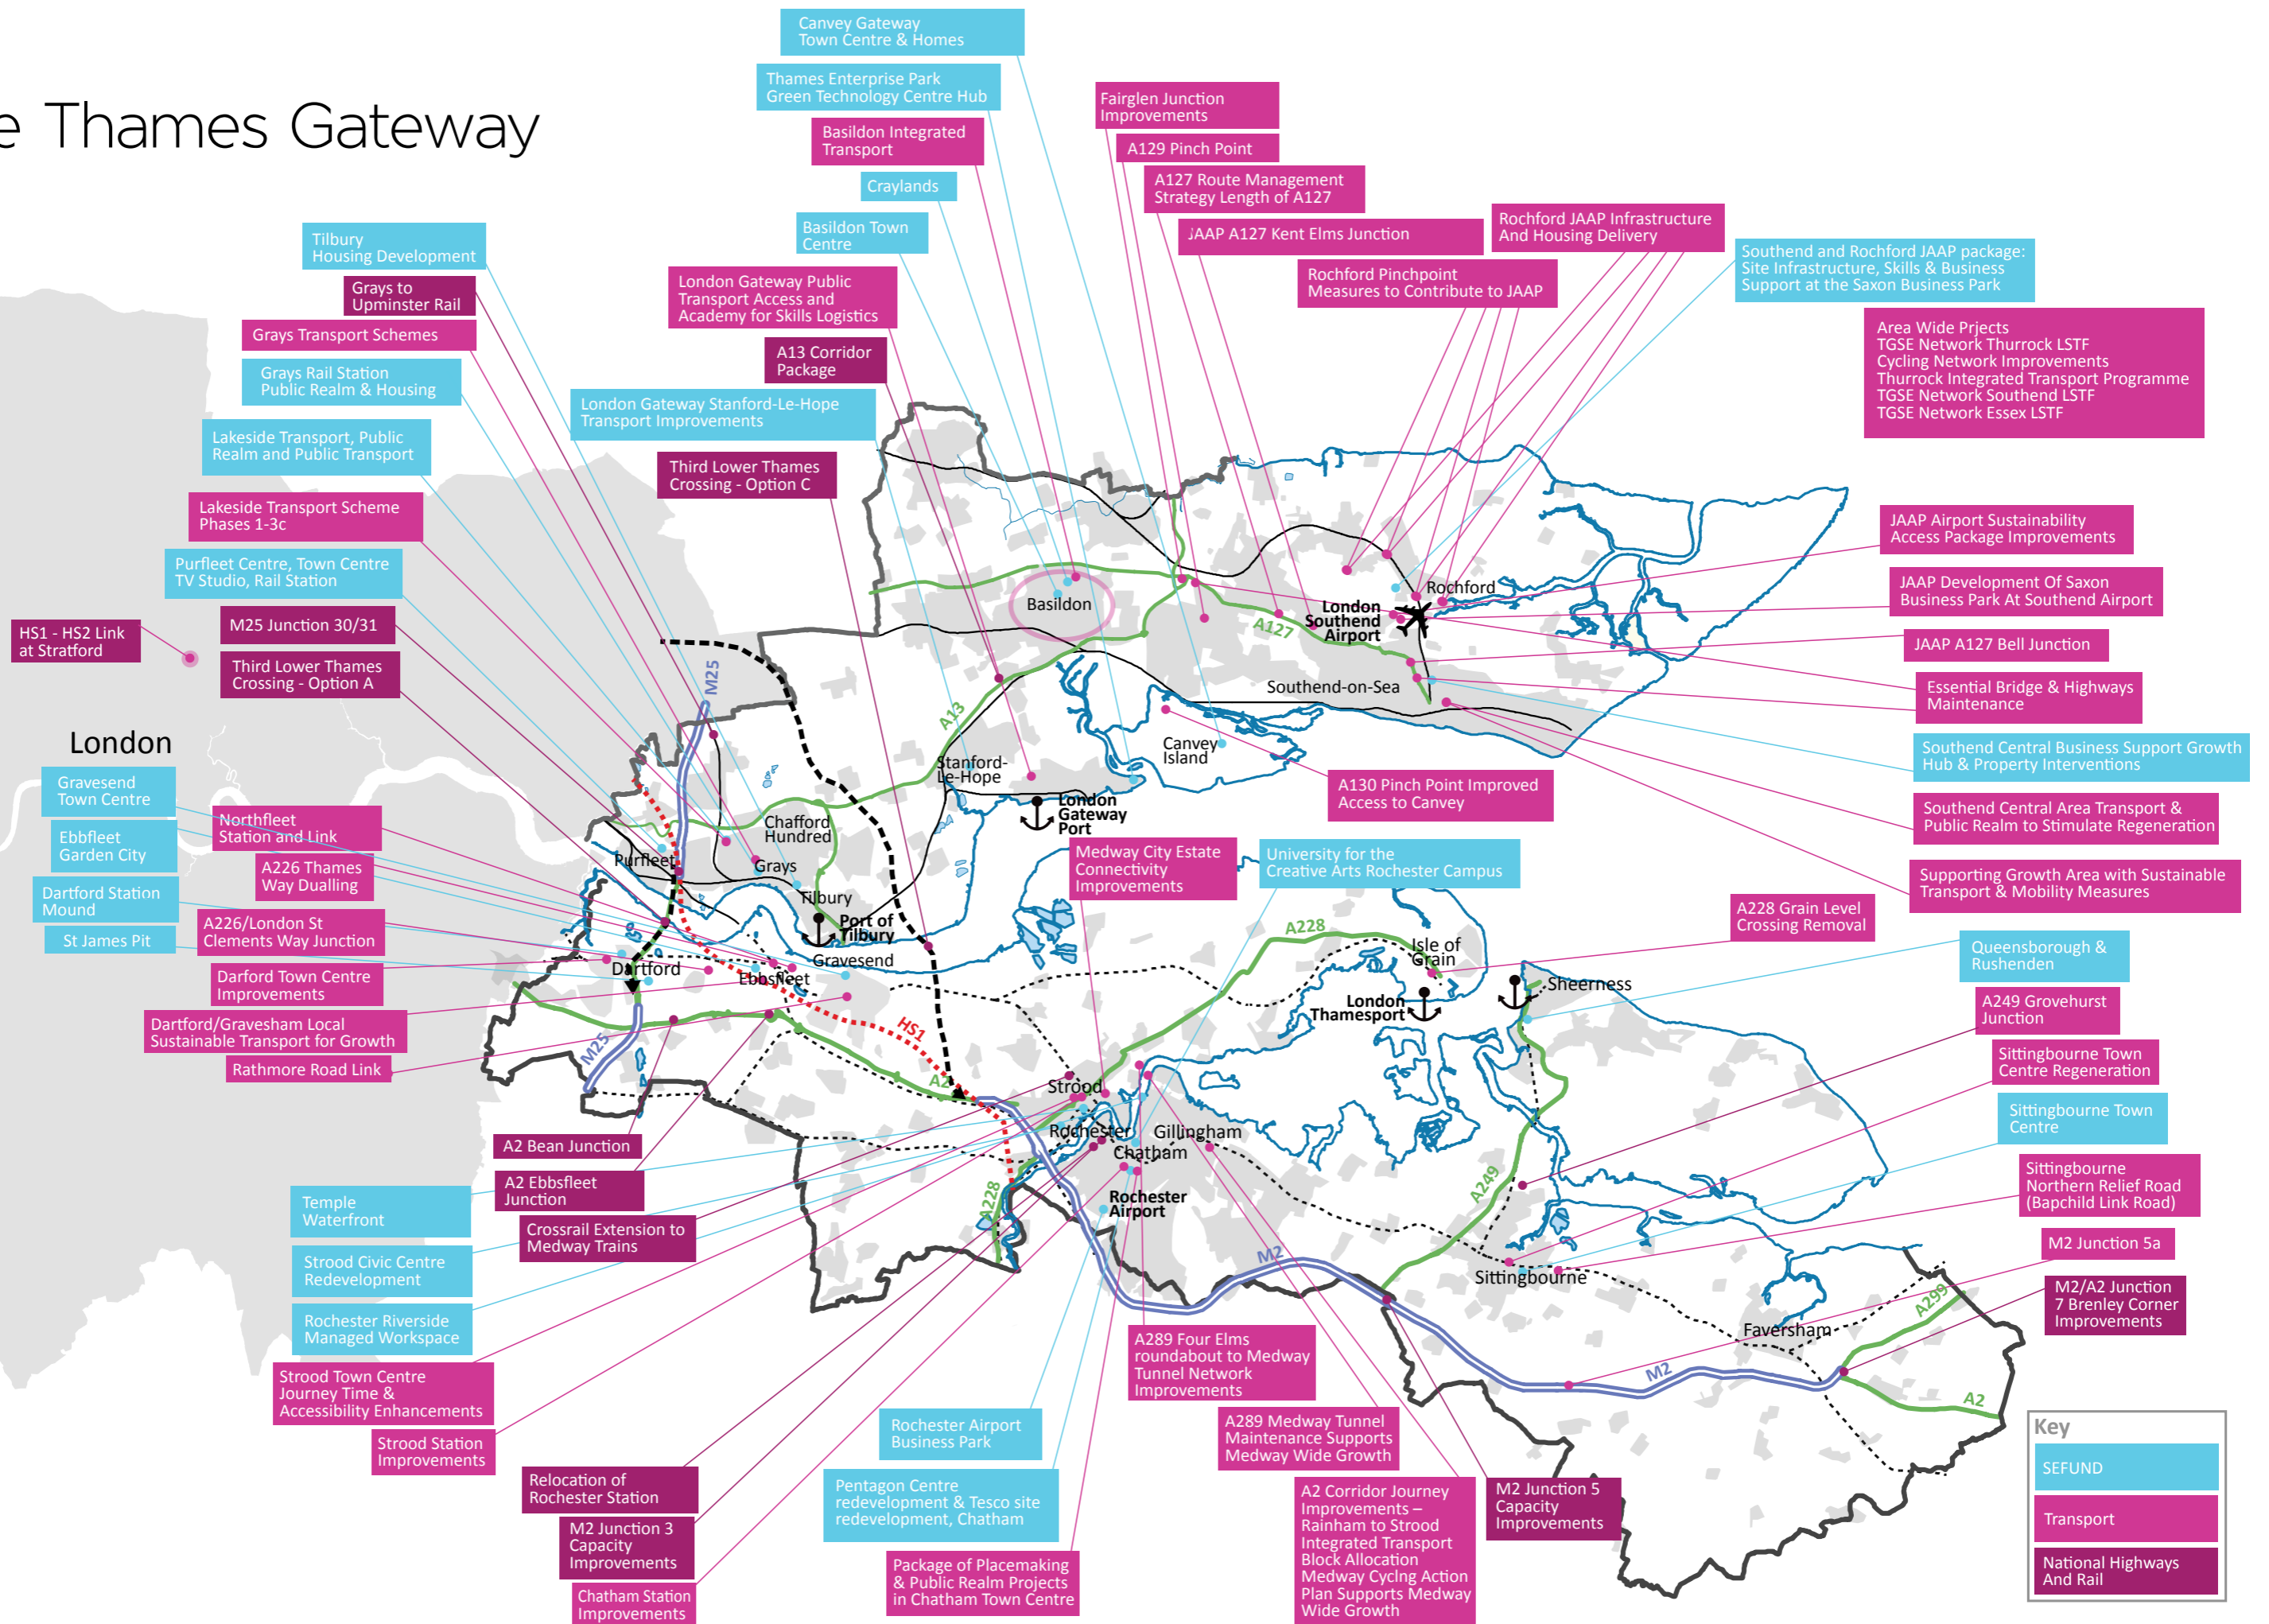 e Thames Gateway
Canvey Gateway
Town Centre & Homes
Thames Enterprise Park
Green Technology Centre Hub
Basildon Integrated
Transport
Craylands
Basildon Town
Centre
London Gateway Public
Transport Access and
Academy for Skills Logistics
A13 Corridor
Package
London Gateway Stanford-Le-Hope
Transport Improvements
Third Lower Thames
Crossing - Option C
Fairglen Junction
Improvements
A129 Pinch Point
A127 Route Management
Strategy Length of A127
JAAP A127 Kent Elms Junction
Rochford Pinchpoint
Measures to Contribute to JAAP
Rochford JAAP Infrastructure
And Housing Delivery
Southend and Rochford JAAP package:
Site Infrastructure, Skills & Business
Support at the Saxon Business Park
Area Wide Prjects
TGSE Network Thurrock LSTF
Cycling Network Improvements
Thurrock Integrated Transport Programme
TGSE Network Southend LSTF
TGSE Network Essex LSTF
Tilbury
Housing Development
Grays to
Upminster Rail
Grays Transport Schemes
Grays Rail Station
Public Realm & Housing
Lakeside Transport, Public
Realm and Public Transport
Lakeside Transport Scheme
Phases 1-3c
Purfleet Centre, Town Centre
TV Studio, Rail Station
M25 Junction 30/31
Third Lower Thames
Crossing - Option A
HS1 - HS2 Link
at Stratford
London
Gravesend
Town Centre
Ebbfleet
Garden City
Dartford Station
Mound
St James Pit
Northfleet
Station and Link
A226 Thames
Way Dualling
A226/London St
Clements Way Junction
Darford Town Centre
Improvements
Dartford/Gravesham Local
Sustainable Transport for Growth
Rathmore Road Link
JAAP Airport Sustainability
Access Package Improvements
JAAP Development Of Saxon
Business Park At Southend Airport
JAAP A127 Bell Junction
Essential Bridge & Highways
Maintenance
Southend Central Business Support Growth
Hub & Property Interventions
Southend Central Area Transport &
Public Realm to Stimulate Regeneration
Supporting Growth Area with Sustainable
Transport & Mobility Measures
A130 Pinch Point Improved
Access to Canvey
Medway City Estate
Connectivity
Improvements
University for the
Creative Arts Rochester Campus
A228 Grain Level
Crossing Removal
Queensborough &
Rushenden
A249 Grovehurst
Junction
Sittingbourne Town
Centre Regeneration
Sittingbourne Town
Centre
Sittingbourne
Northern Relief Road
(Bapchild Link Road)
M2 Junction 5a
M2/A2 Junction
7 Brenley Corner
Improvements
Basildon
Rochford
London
Southend
Airport
A127
Southend-on-Sea
M25
A13
Stanford-
Le-Hope
Canvey
Island
London
Gateway
Port
Chafford
Hundred
Purfleet
Grays
Tilbury
Port of
Tilbury
Gravesend
Dartford
Ebbsfleet
HS1
M25
A2
A228
Isle of
Grain
London
Thamesport
Sheerness
Strood
Rochester
Gillingham
Chatham
Rochester
Airport
A228
A249
M2
Sittingbourne
Faversham
A299
M2
A2
A2 Bean Junction
A2 Ebbsfleet
Junction
Crossrail Extension to
Medway Trains
Temple
Waterfront
Strood Civic Centre
Redevelopment
Rochester Riverside
Managed Workspace
Strood Town Centre
Journey Time &
Accessibility Enhancements
Strood Station
Improvements
Relocation of
Rochester Station
M2 Junction 3
Capacity
Improvements
Chatham Station
Improvements
Rochester Airport
Business Park
Pentagon Centre
redevelopment & Tesco site
redevelopment, Chatham
Package of Placemaking
& Public Realm Projects
in Chatham Town Centre
A289 Four Elms
roundabout to Medway
Tunnel Network
Improvements
A289 Medway Tunnel
Maintenance Supports
Medway Wide Growth
A2 Corridor Journey
Improvements –
Rainham to Strood
Integrated Transport
Block Allocation
Medway Cyclng Action
Plan Supports Medway
Wide Growth
M2 Junction 5
Capacity
Improvements
Key
SEFUND
Transport
National Highways
And Rail